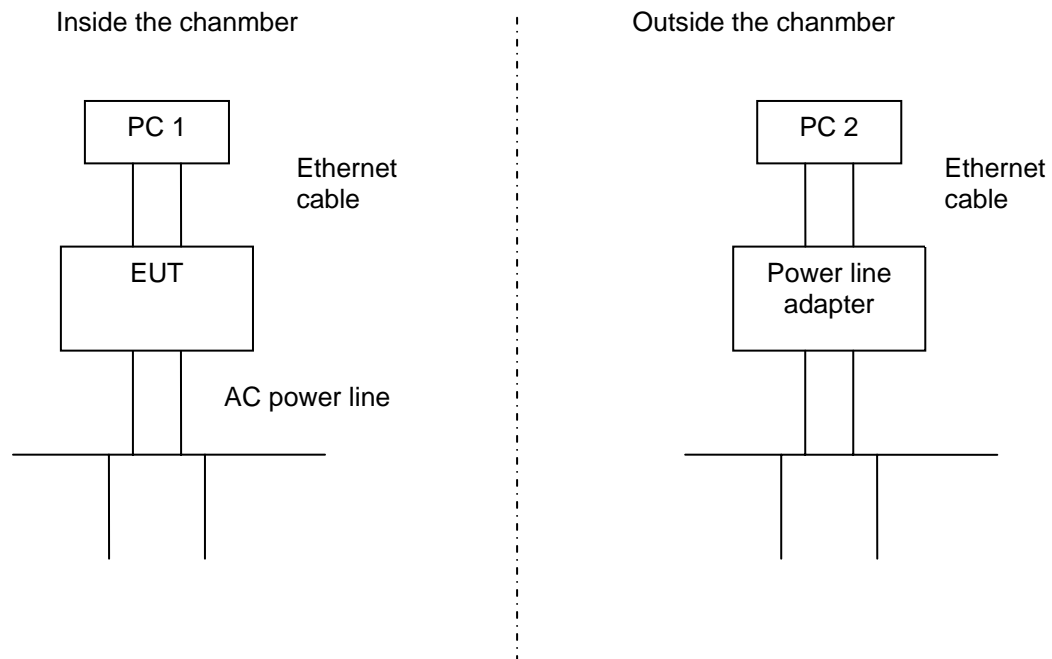 Inside the chanmber
Outside the chanmber
PC 1
PC 2
Ethernet
cable
Ethernet
cable
EUT
Power line
adapter
AC power line